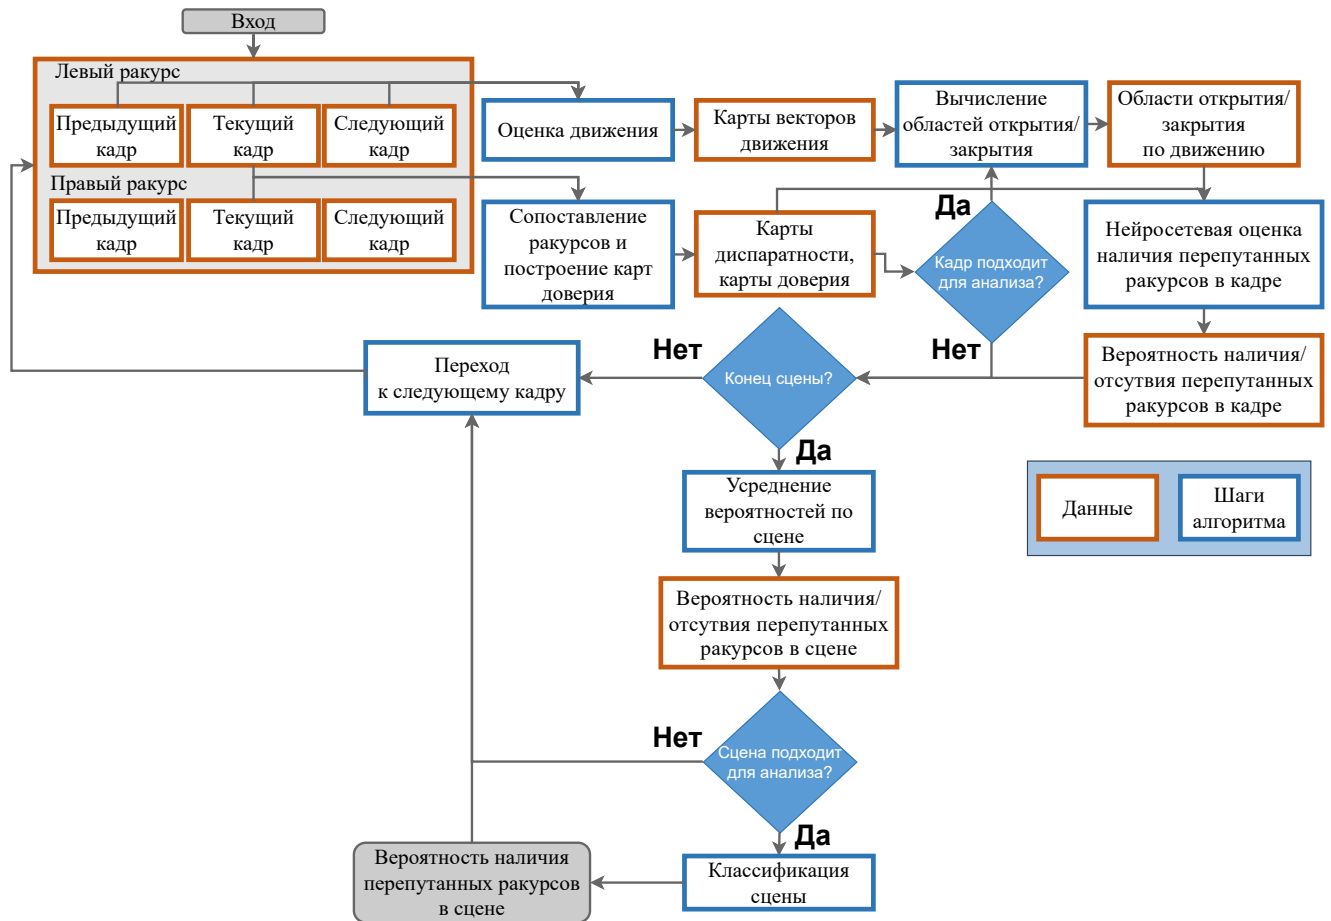 Вход
Левый ракурс
Предыдущий
кадр
Текущий
кадр
Следующий
кадр
Правый ракурс
Предыдущий
кадр
Текущий
кадр
Следующий
кадр
Оценка движения
Карты векторов
движения
Вычисление
областей открытия/
закрытия
Области открытия/
закрытия
по движению
Сопоставление
ракурсов и
построение карт
доверия
Карты
диспаратности,
карты доверия
Да
Кадр подходит
для анализа?
Нет
Нейросетевая оценка
наличия перепутанных
ракурсов в кадре
Вероятность наличия/
отсутвия перепутанных
ракурсов в кадре
Конец сцены?
Нет
Переход
к следующему кадру
Да
Усреднение
вероятностей по
сцене
Данные
Шаги
алгоритма
Вероятность наличия/
отсутвия перепутанных
ракурсов в сцене
Нет
Сцена подходит
для анализа?
Да
Классификация
сцены
Вероятность наличия
перепутанных ракурсов
в сцене